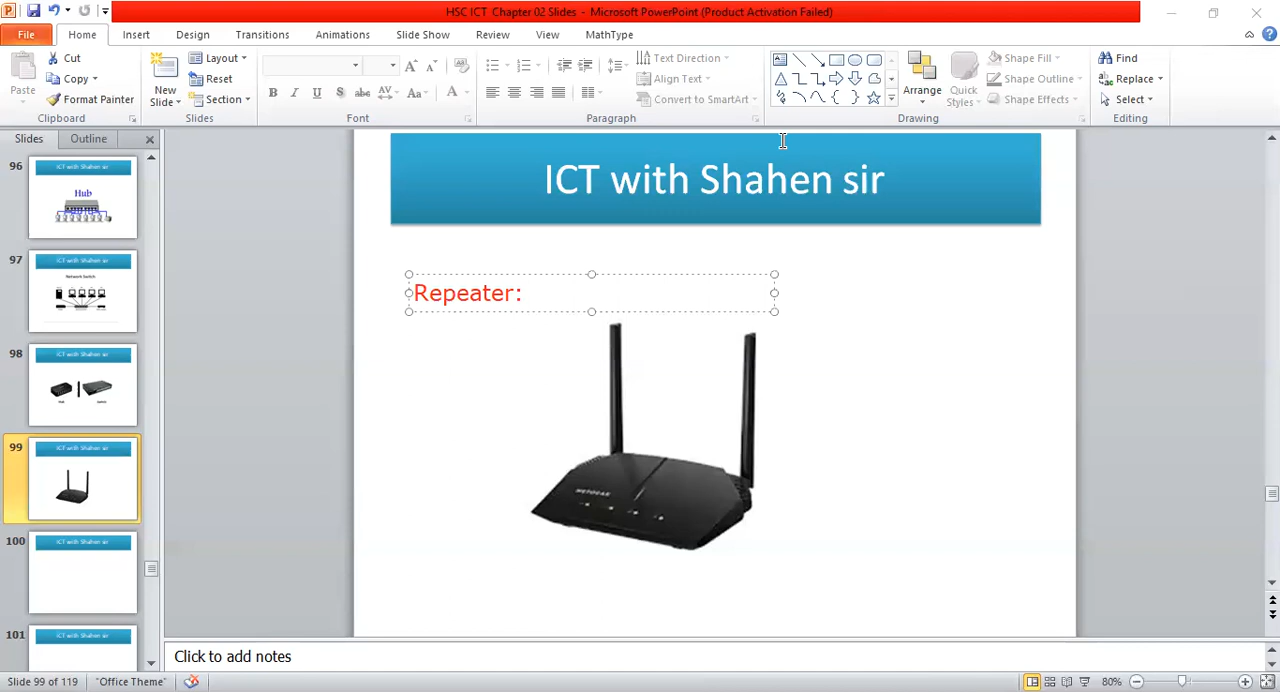 HSC ICT Chapter 02 Slides - Microsoft PowerPoint (Product Activation Failed)
File Home Insert Design Transitions Animations Slide Show Review View MathType
Paste
Cut
Copy
Format Painter
Clipboard
New Slide
Layout
Reset
Section
Slides
B I U S abc AV Aa A
Font
Text Direction
Align Text
Convert to SmartArt
Paragraph
Arrange
Quick Styles
Shape Fill
Shape Outline
Shape Effects
Drawing
Find
Replace
Select
Editing
Slides Outline
96
ICT with Shahen sir
Hub
97
ICT with Shahen sir
Network Switch
98
ICT with Shahen sir
99
ICT with Shahen sir
100
ICT with Shahen sir
101
ICT with Shahen sir
ICT with Shahen sir
Repeater:
NETGEAR
Click to add notes
Slide 99 of 119 "Office Theme" 80%